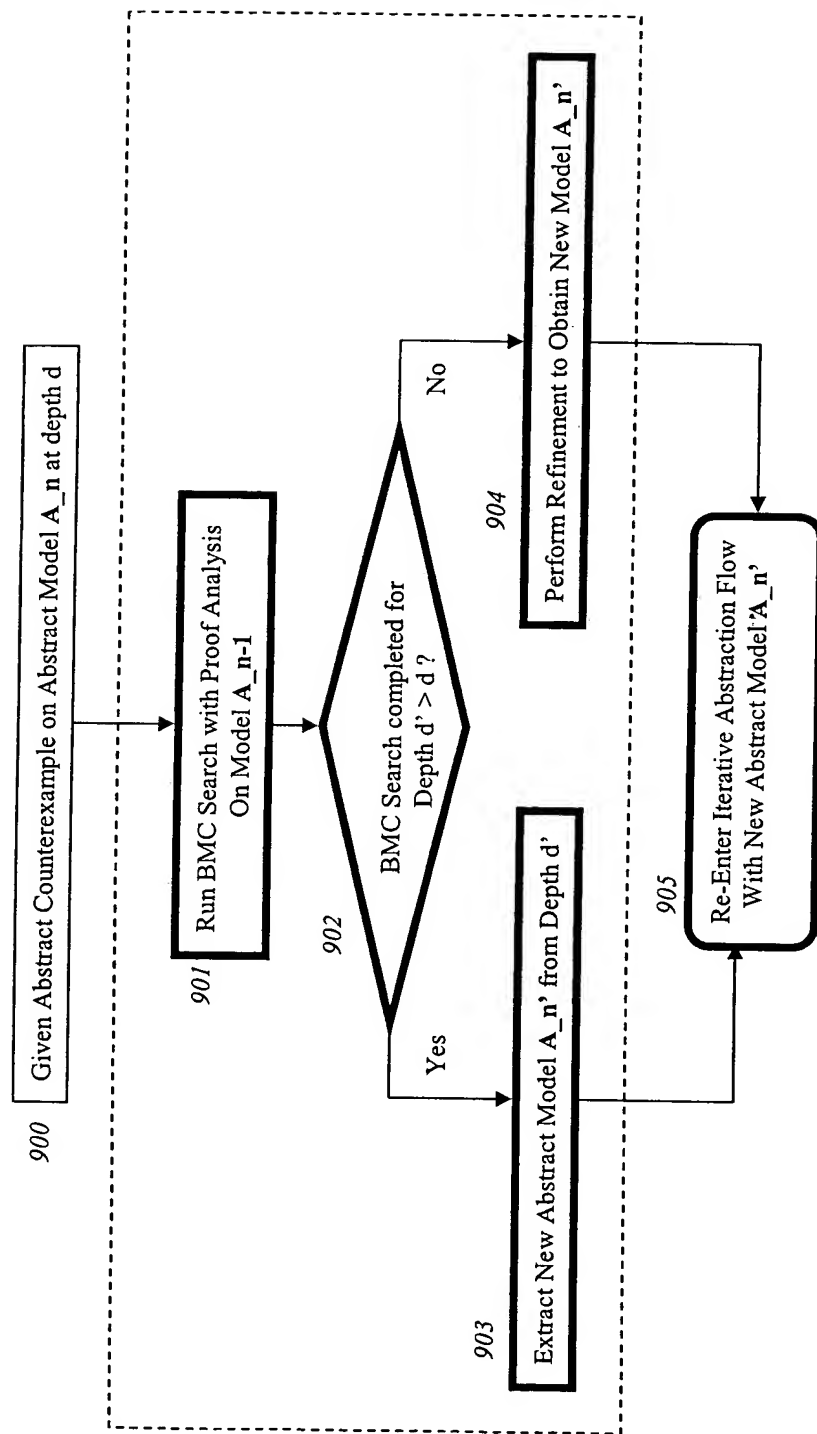 900
Given Abstract Counterexample on Abstract Model A_n at depth d
901
Run BMC Search with Proof Analysis
On Model A_n-1
902
BMC Search completed for
Depth d' > d ?
Yes
No
903
Extract New Abstract Model A_n' from Depth d'
904
Perform Refinement to Obtain New Model A_n'
905
Re-Enter Iterative Abstraction Flow
With New Abstract Model A_n'